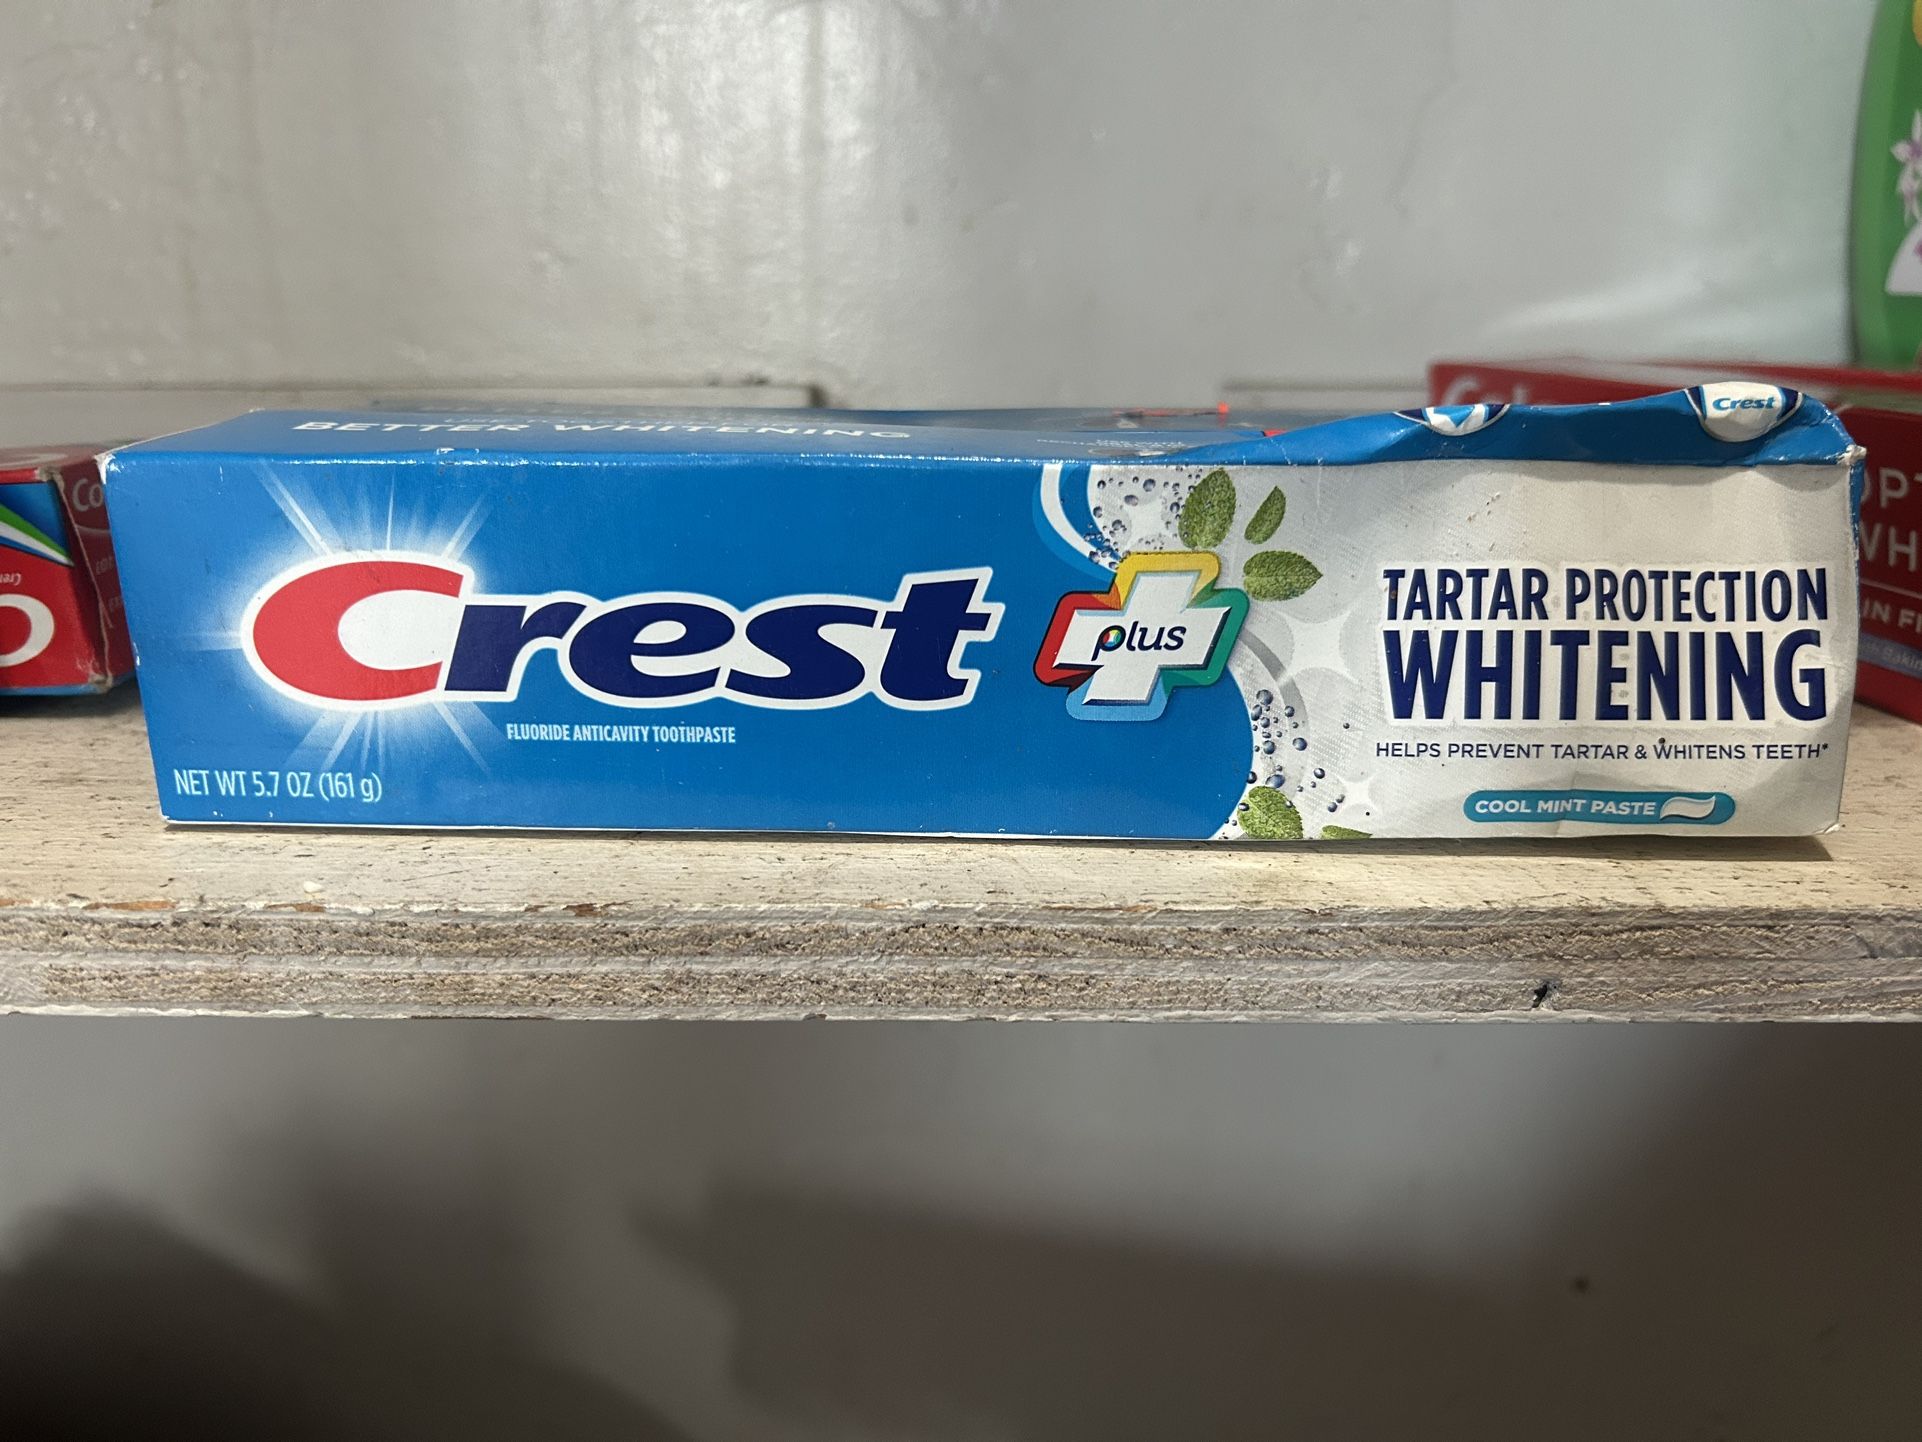 BETTER WHITENING
Crest
Crest
plus
FLUORIDE ANTICAVITY TOOTHPASTE
NET WT 5.7 OZ (161 g)
TARTAR PROTECTION
WHITENING
HELPS PREVENT TARTAR & WHITENS TEETH*
COOL MINT PASTE